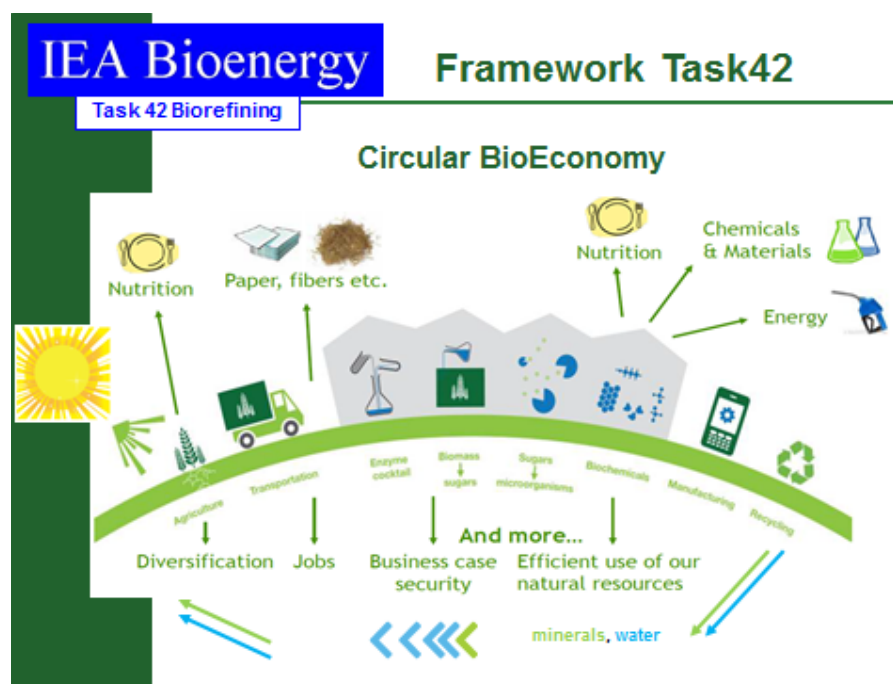 IEA Bioenergy
Framework Task42
Task 42 Biorefining
Circular BioEconomy
Nutrition
Paper, fibers etc.
Nutrition
Chemicals
& Materials
Energy
Agriculture
Transportation
Enzyme
cocktail
Biomass
sugars
Sugars
microorganisms
Biochemicals
Manufacturing
Recycling
And more...
Diversification
Jobs
Business case
security
Efficient use of our
natural resources
minerals, water